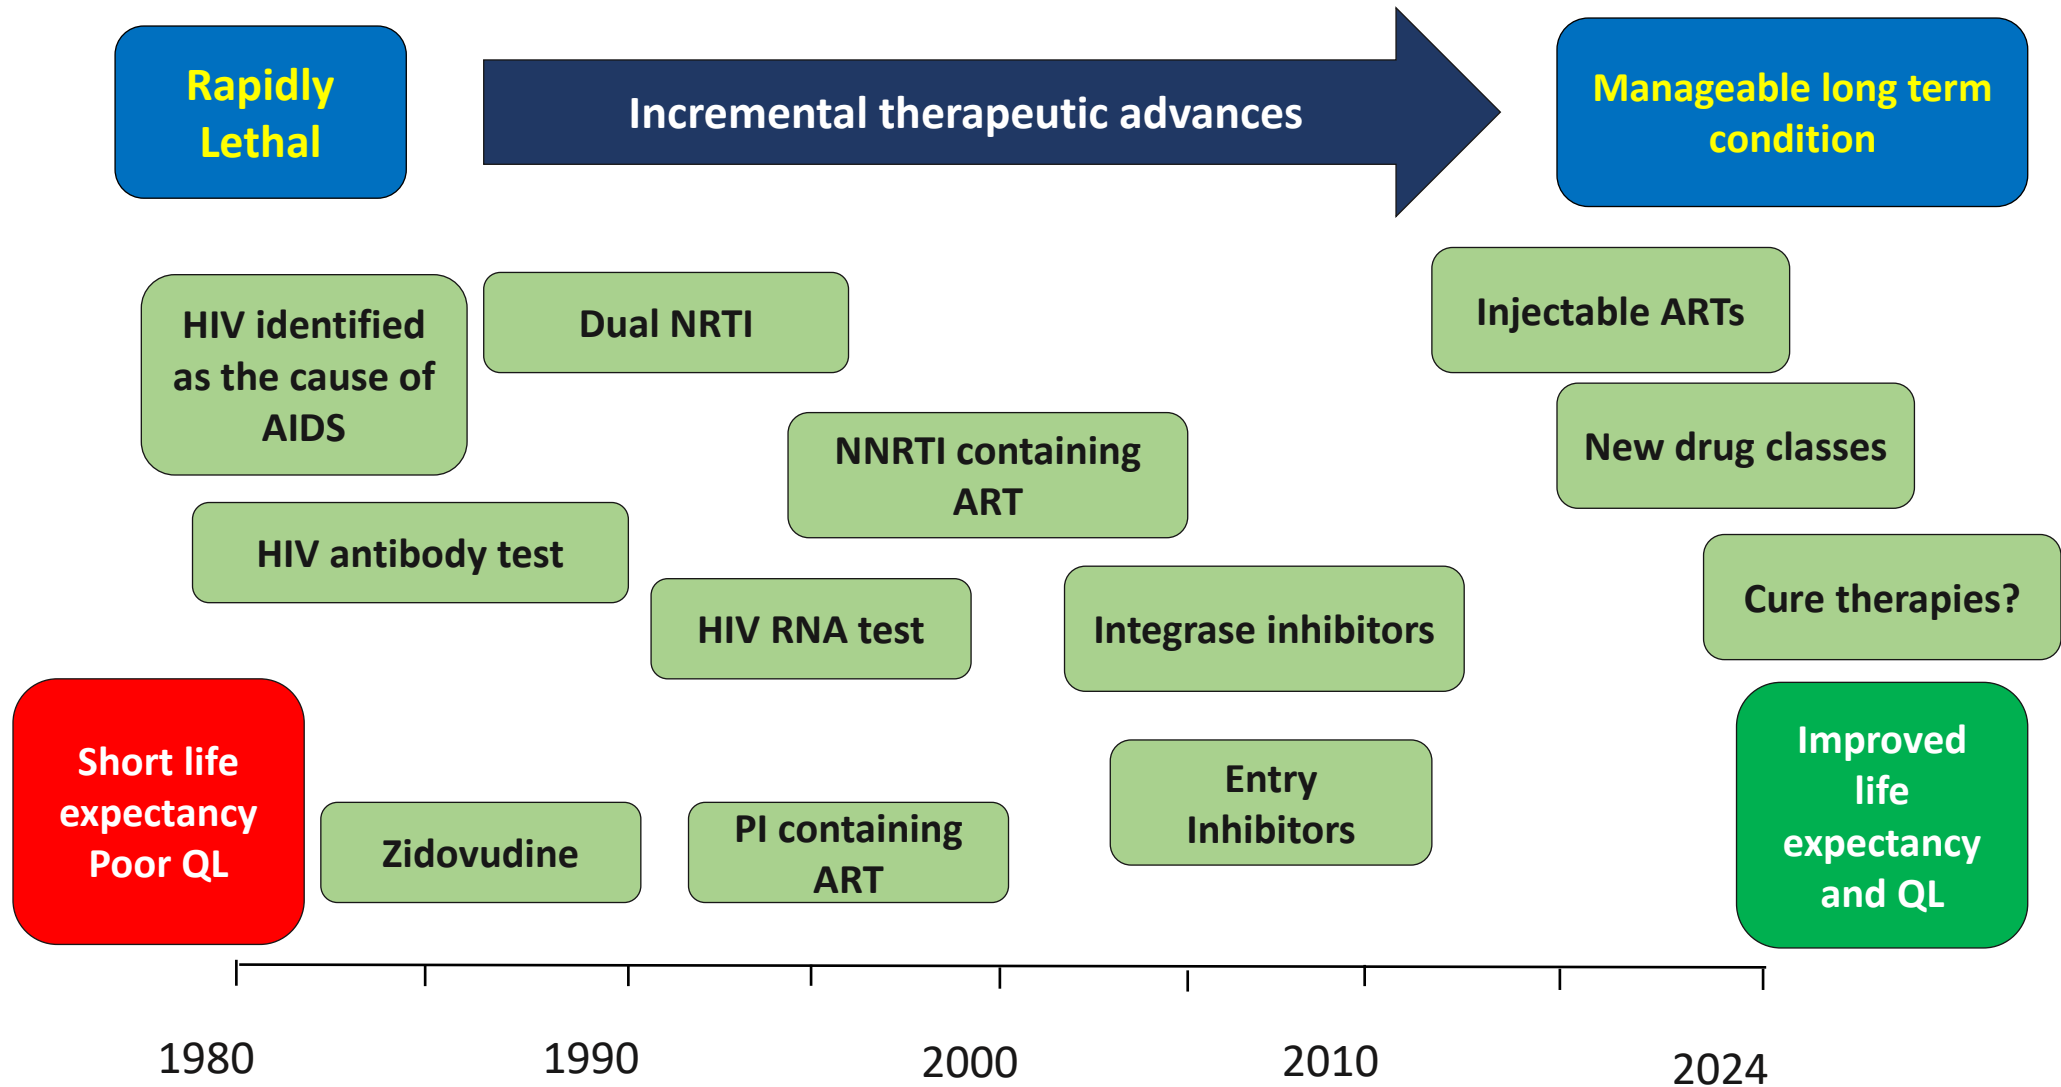 Rapidly
Lethal
Incremental therapeutic advances
Manageable long term
condition
HIV identified
as the cause of
AIDS
Dual NRTI
Injectable ARTs
New drug classes
NNRTI containing
ART
HIV antibody test
HIV RNA test
Integrase inhibitors
Cure therapies?
Short life
expectancy
Poor QL
Zidovudine
PI containing
ART
Entry
Inhibitors
Improved
life
expectancy
and QL
1980
1990
2000
2010
2024